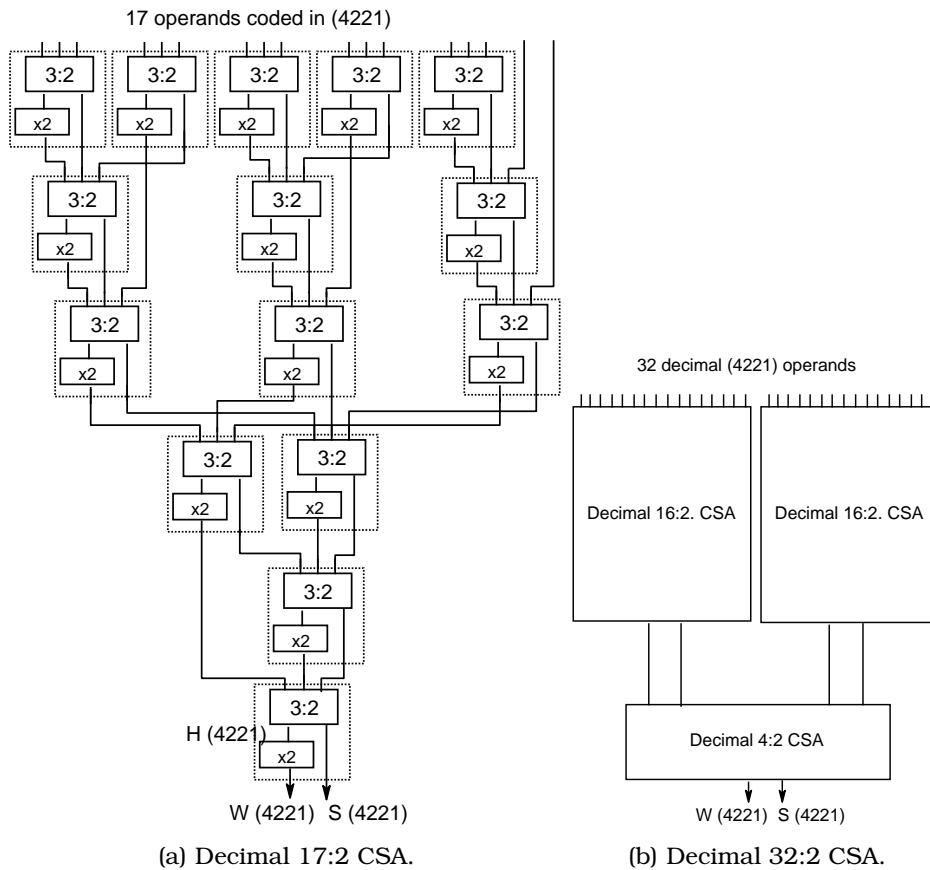 17 operands coded in (4221)
3:2 3:2 3:2 3:2 3:2
x2 x2 x2 x2 x2
3:2 3:2 3:2
x2 x2 x2
3:2 3:2 3:2
x2 x2 x2
3:2 3:2
x2 x2
3:2
x2
3:2
H (4221)
x2
W (4221) S (4221)
(a) Decimal 17:2 CSA.
32 decimal (4221) operands
Decimal 16:2. CSA Decimal 16:2. CSA
Decimal 4:2 CSA
W (4221) S (4221)
(b) Decimal 32:2 CSA.